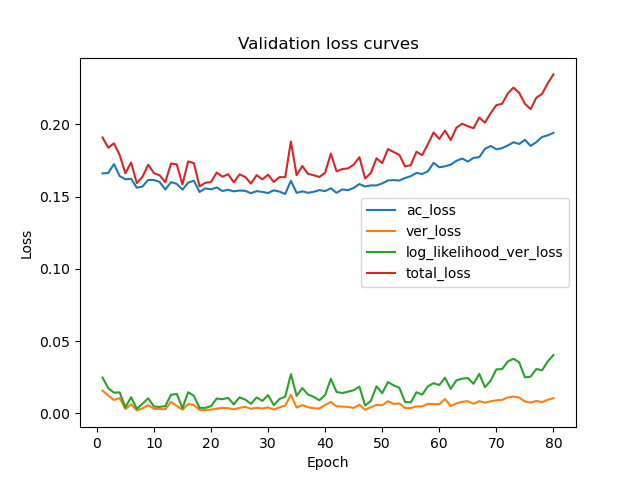 Validation loss curves
Loss
0.20
0.15
0.10
0.05
0.00
ac_loss
ver_loss
log_likelihood_ver_loss
total_loss
0 10 20 30 40 50 60 70 80
Epoch